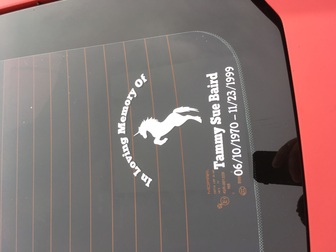 In Loving Memory Of
Tammy Sue Baird
06/10/1970 – 11/23/1999